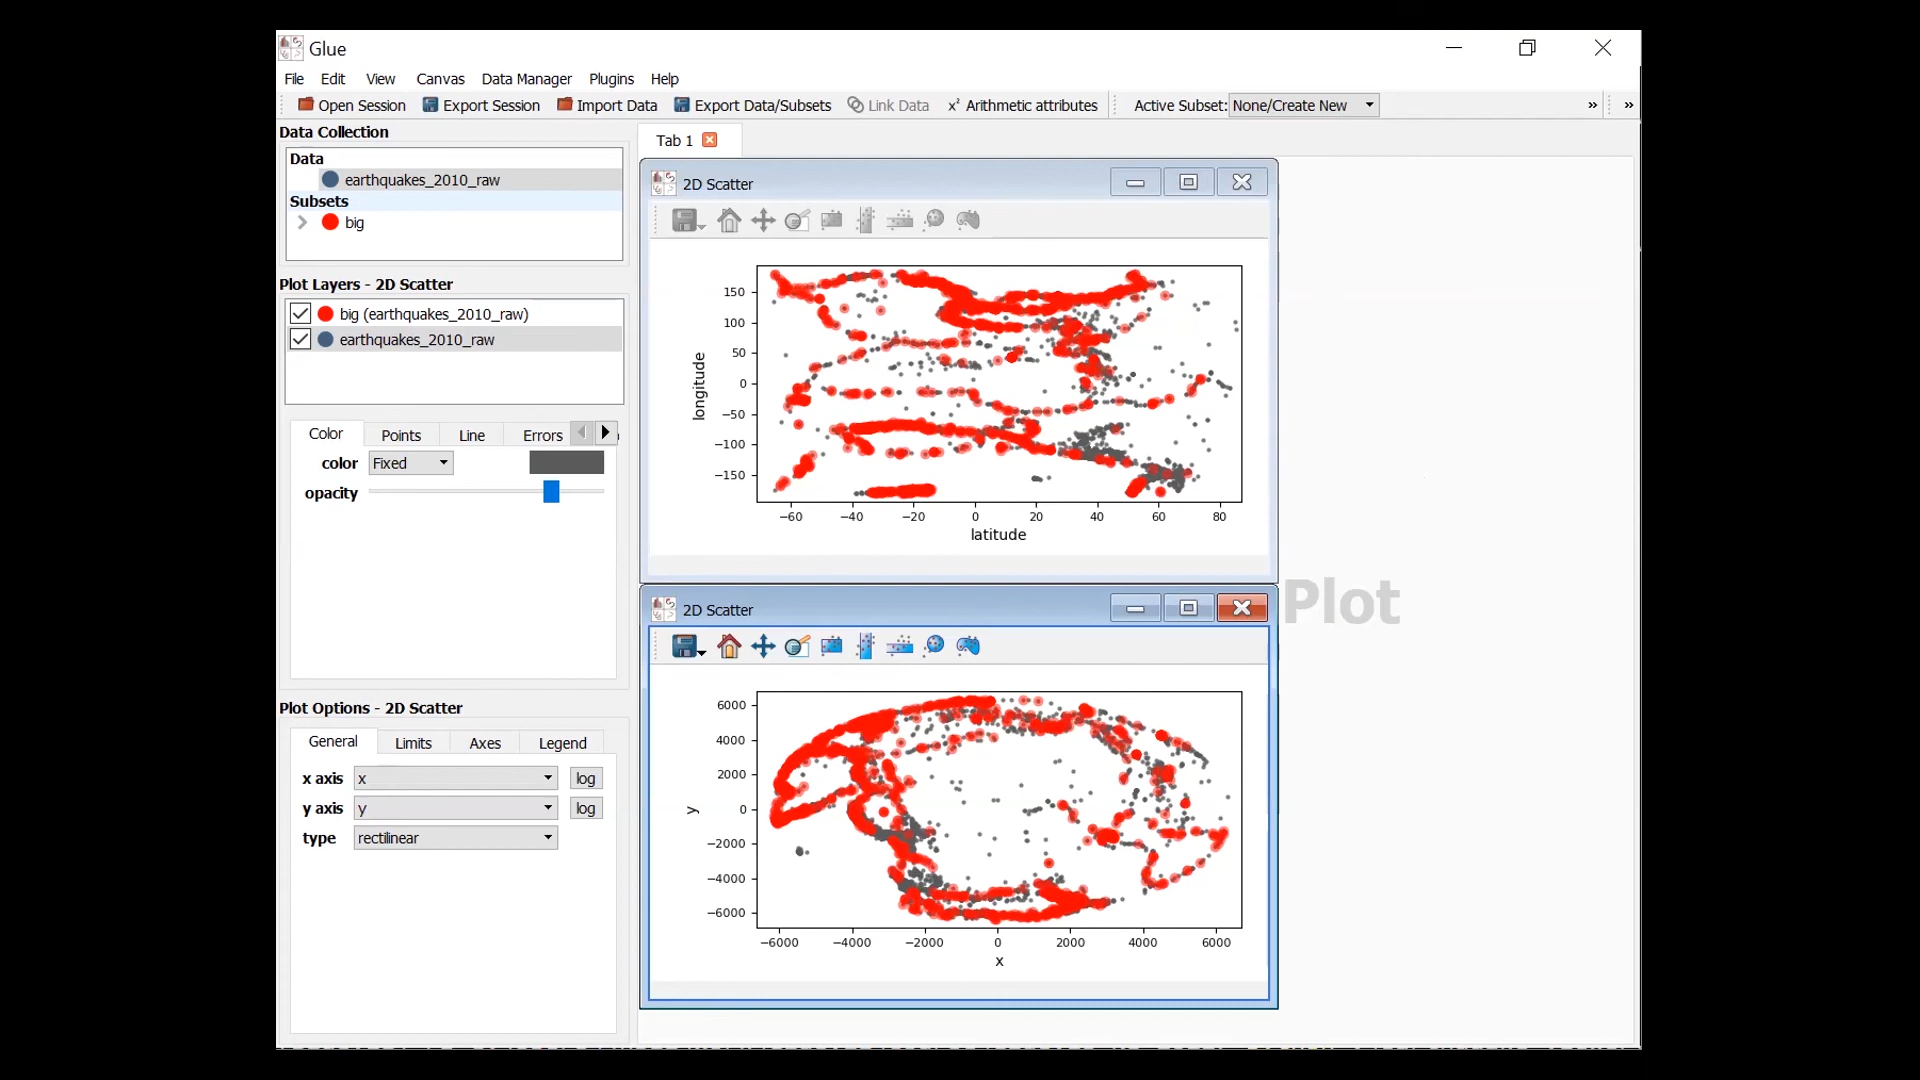 Glue
File Edit View Canvas Data Manager Plugins Help
Open Session Export Session Import Data Export Data/Subsets Link Data x² Arithmetic attributes Active Subset: None/Create New » »
Data Collection
Data
earthquakes_2010_raw
Subsets
big
Plot Layers - 2D Scatter
big (earthquakes_2010_raw)
earthquakes_2010_raw
Color Points Line Errors
color Fixed
opacity
Plot Options - 2D Scatter
General Limits Axes Legend
x axis x log
y axis y log
type rectilinear
Tab 1
2D Scatter
150
100
50
0
−50
−100
−150
longitude
−60 −40 −20 0 20 40 60 80
latitude
Plot
2D Scatter
6000
4000
2000
0
−2000
−4000
−6000
y
−6000 −4000 −2000 0 2000 4000 6000
x